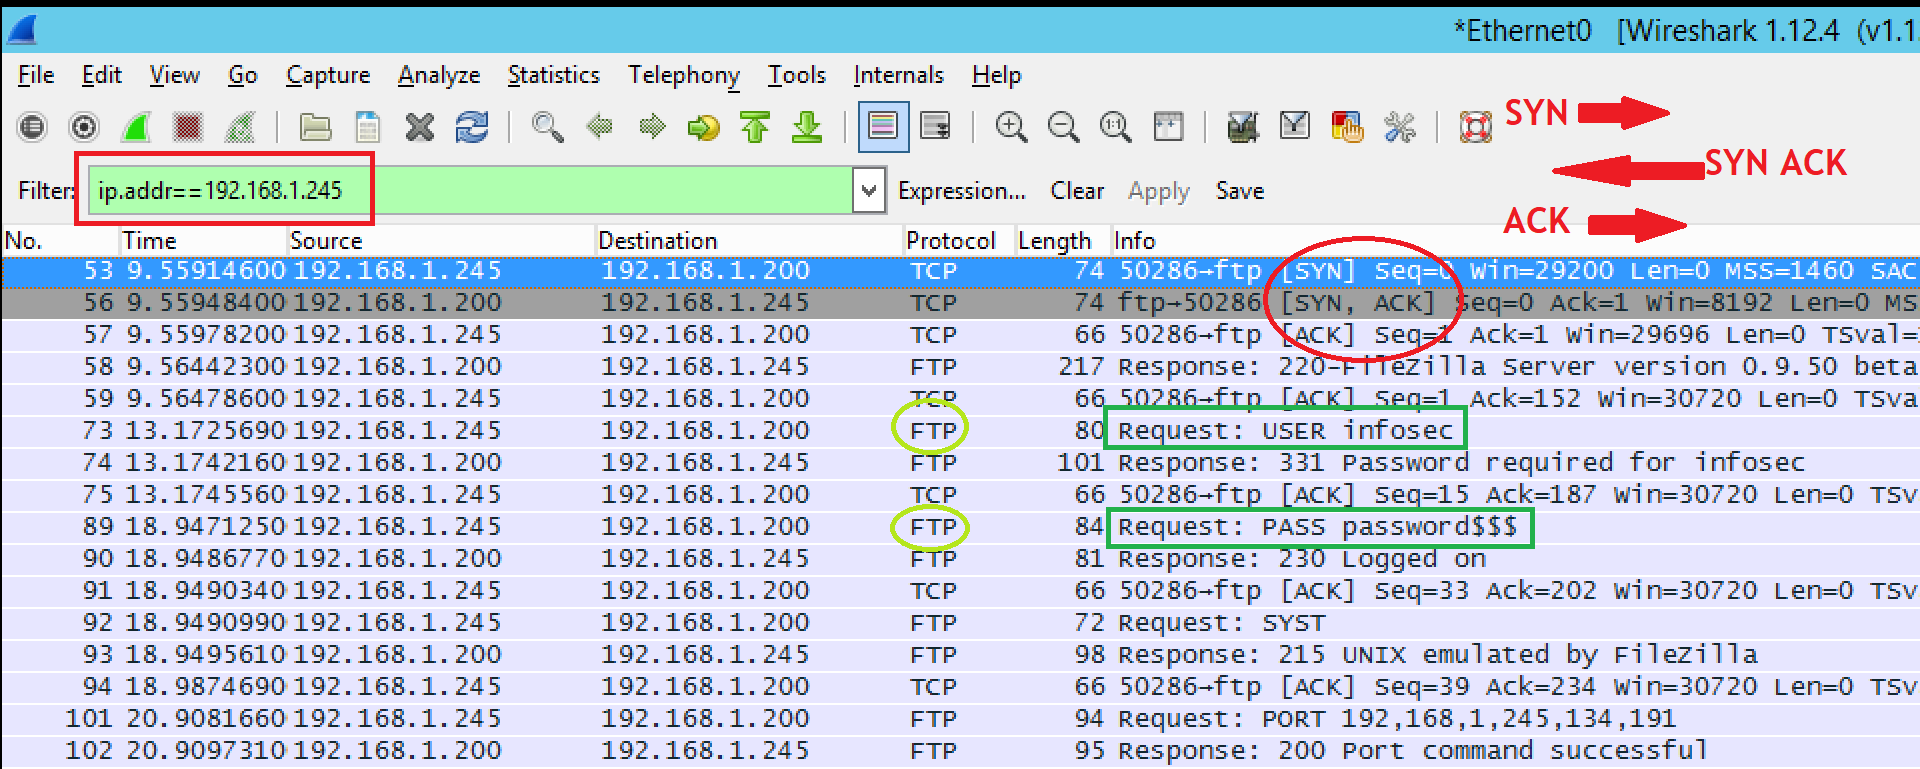 *Ethernet0 [Wireshark 1.12.4 (v1.1
File Edit View Go Capture Analyze Statistics Telephony Tools Internals Help
1:1
SYN
SYN ACK
ACK
Filter: ip.addr==192.168.1.245 Expression... Clear Apply Save
No. Time Source Destination Protocol Length Info
53 9.55914600 192.168.1.245 192.168.1.200 TCP 74 50286→ftp [SYN] Seq=0 Win=29200 Len=0 MSS=1460 SAC
56 9.55948400 192.168.1.200 192.168.1.245 TCP 74 ftp→50286 [SYN, ACK] Seq=0 Ack=1 Win=8192 Len=0 MS
57 9.55978200 192.168.1.245 192.168.1.200 TCP 66 50286→ftp [ACK] Seq=1 Ack=1 Win=29696 Len=0 TSval=
58 9.56442300 192.168.1.200 192.168.1.245 FTP 217 Response: 220-FileZilla Server version 0.9.50 beta
59 9.56478600 192.168.1.245 192.168.1.200 TCP 66 50286→ftp [ACK] Seq=1 Ack=152 Win=30720 Len=0 TSva
73 13.1725690 192.168.1.245 192.168.1.200 FTP 80 Request: USER infosec
74 13.1742160 192.168.1.200 192.168.1.245 FTP 101 Response: 331 Password required for infosec
75 13.1745560 192.168.1.245 192.168.1.200 TCP 66 50286→ftp [ACK] Seq=15 Ack=187 Win=30720 Len=0 TSv
89 18.9471250 192.168.1.245 192.168.1.200 FTP 84 Request: PASS password$$$
90 18.9486770 192.168.1.200 192.168.1.245 FTP 81 Response: 230 Logged on
91 18.9490340 192.168.1.245 192.168.1.200 TCP 66 50286→ftp [ACK] Seq=33 Ack=202 Win=30720 Len=0 TSv
92 18.9490990 192.168.1.245 192.168.1.200 FTP 72 Request: SYST
93 18.9495610 192.168.1.200 192.168.1.245 FTP 98 Response: 215 UNIX emulated by FileZilla
94 18.9874690 192.168.1.245 192.168.1.200 TCP 66 50286→ftp [ACK] Seq=39 Ack=234 Win=30720 Len=0 TSv
101 20.9081660 192.168.1.245 192.168.1.200 FTP 94 Request: PORT 192,168,1,245,134,191
102 20.9097310 192.168.1.200 192.168.1.245 FTP 95 Response: 200 Port command successful